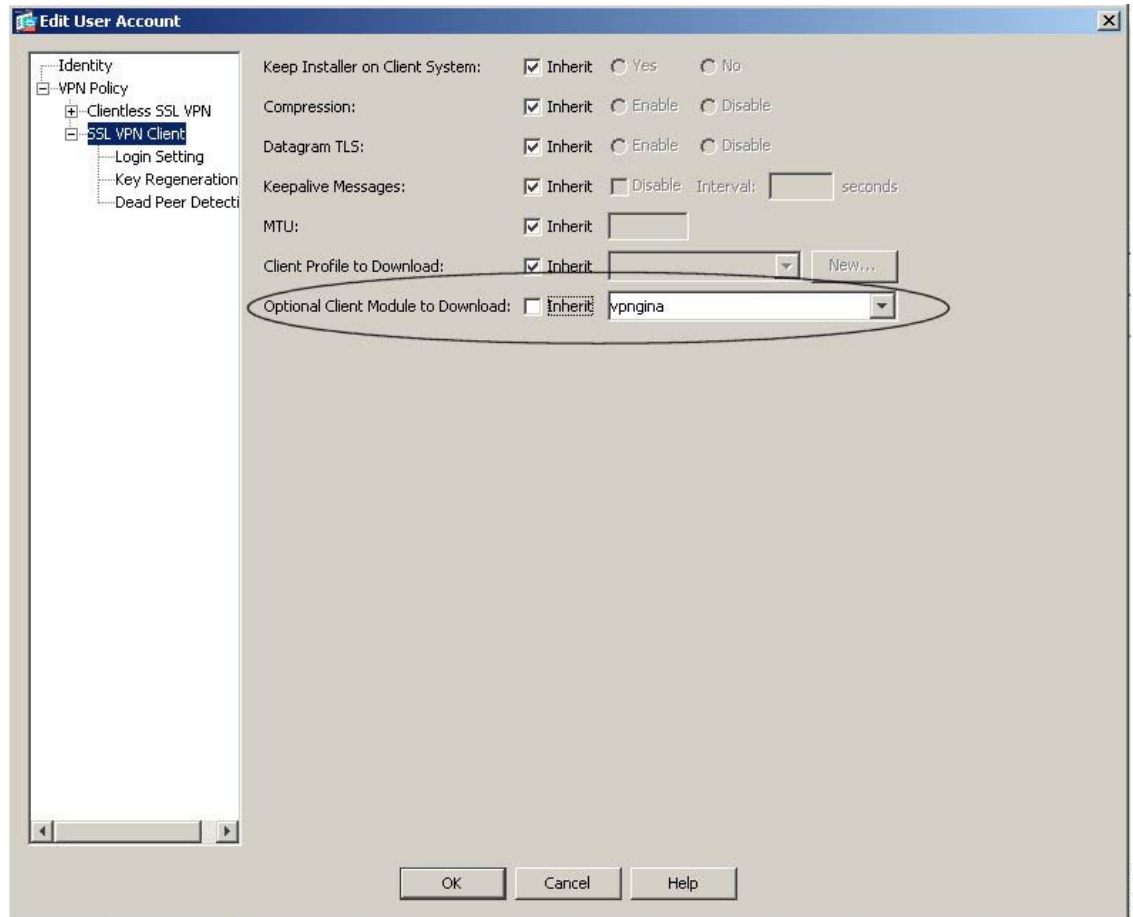 Edit User Account
Identity
VPN Policy
Clientless SSL VPN
SSL VPN Client
Login Setting
Key Regeneration
Dead Peer Detecti
Keep Installer on Client System: Inherit Yes No
Compression: Inherit Enable Disable
Datagram TLS: Inherit Enable Disable
Keepalive Messages: Inherit Disable Interval: seconds
MTU: Inherit
Client Profile to Download: Inherit New...
Optional Client Module to Download: Inherit vpngina
OK Cancel Help